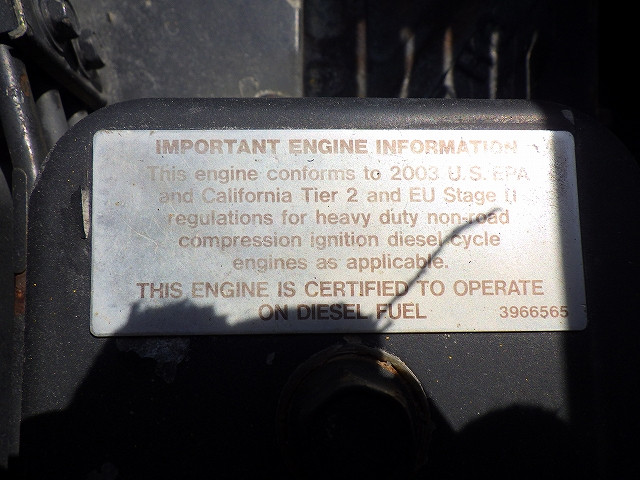 IMPORTANT ENGINE INFORMATION
This engine conforms to 2003 U.S. EPA
and California Tier 2 and EU Stage II
regulations for heavy duty non-road
compression ignition diesel cycle
engines as applicable.
THIS ENGINE IS CERTIFIED TO OPERATE
ON DIESEL FUEL 3966565